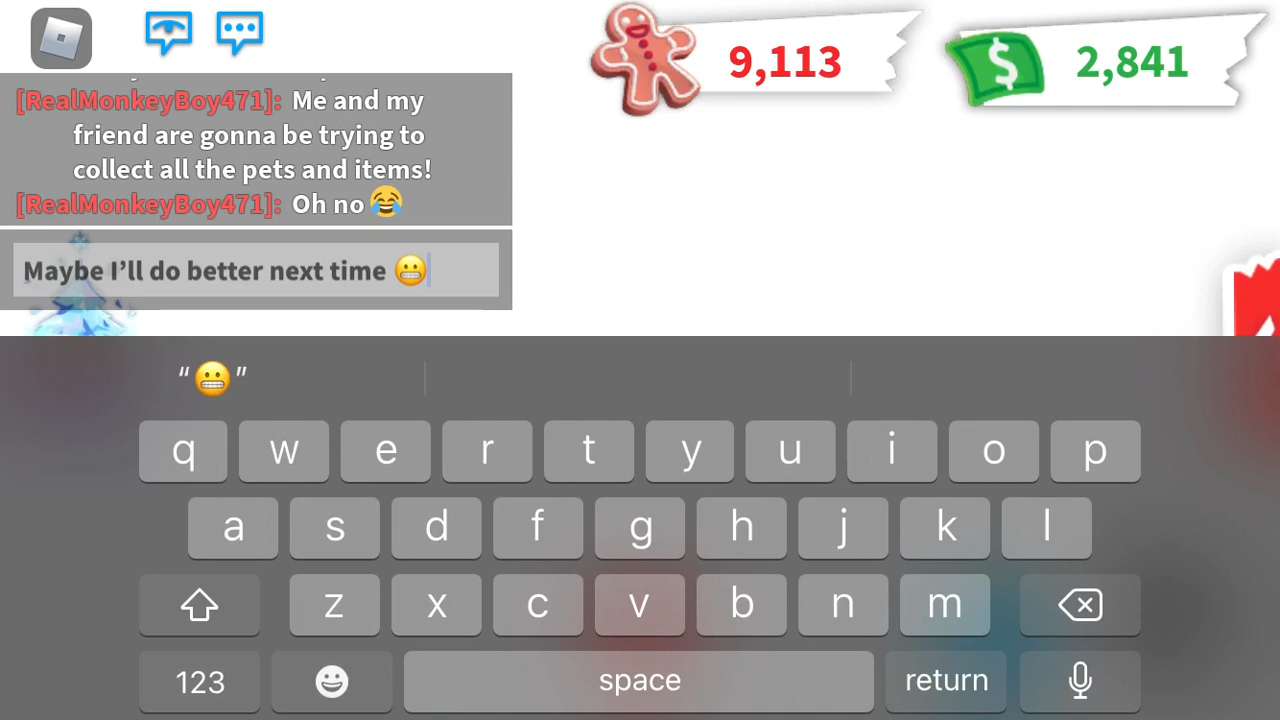 9,113
2,841
[RealMonkeyBoy471]: Me and my
friend are gonna be trying to
collect all the pets and items!
[RealMonkeyBoy471]: Oh no 😂
Maybe I’ll do better next time 😬
“😬”
q w e r t y u i o p
a s d f g h j k l
z x c v b n m
123 space return